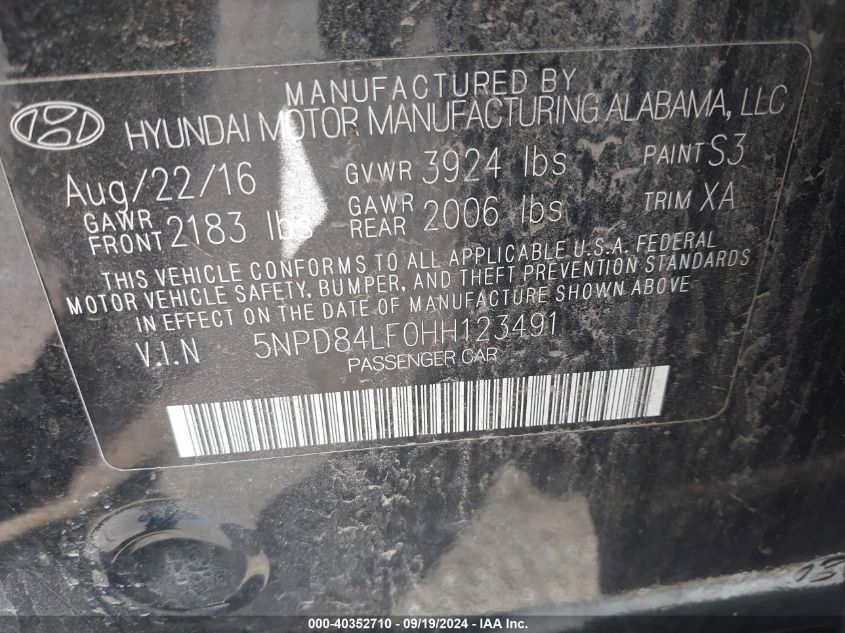 MANUFACTURED BY
HYUNDAI MOTOR MANUFACTURING ALABAMA, LLC
Aug/22/16 GVWR 3924 lbs PAINT S3
GAWR FRONT 2183 lbs GAWR REAR 2006 lbs TRIM XA
THIS VEHICLE CONFORMS TO ALL APPLICABLE U.S.A. FEDERAL
MOTOR VEHICLE SAFETY, BUMPER, AND THEFT PREVENTION STANDARDS
IN EFFECT ON THE DATE OF MANUFACTURE SHOWN ABOVE
V.I.N 5NPD84LF0HH123491
PASSENGER CAR
000-40352710 - 09/19/2024 - IAA Inc.